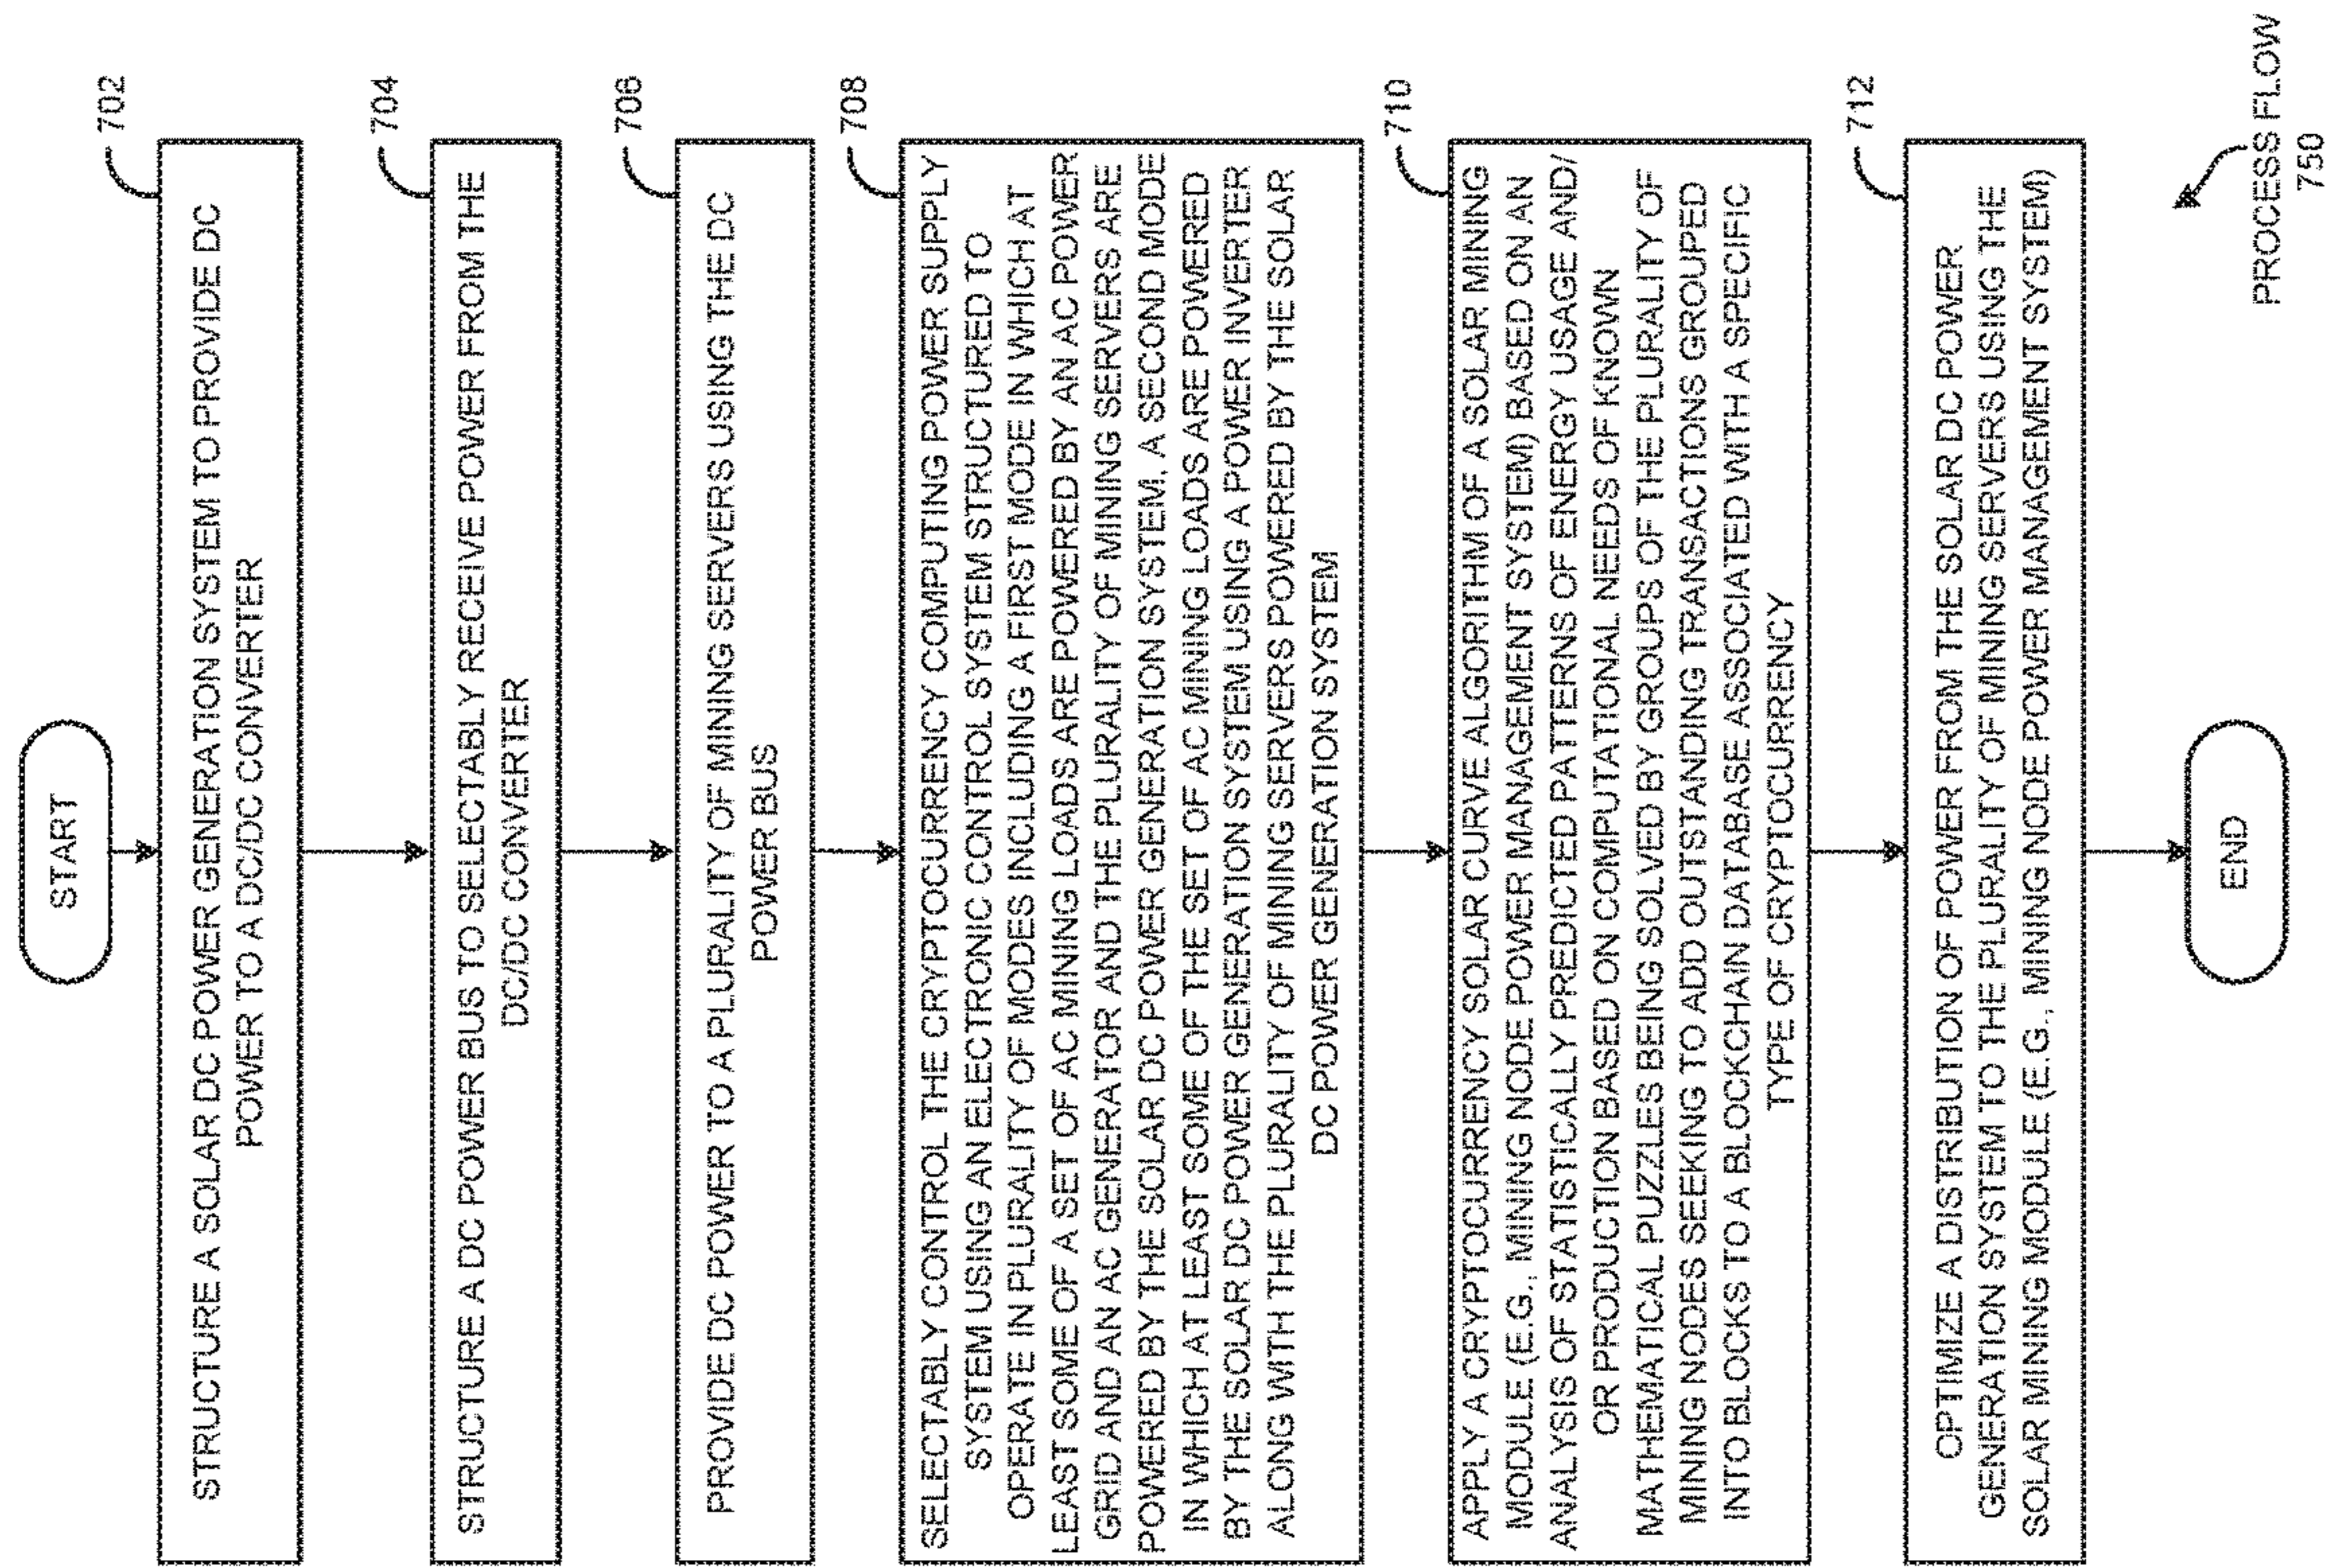 START
702
STRUCTURE A SOLAR DC POWER GENERATION SYSTEM TO PROVIDE DC
POWER TO A DC/DC CONVERTER
704
STRUCTURE A DC POWER BUS TO SELECTABLY RECEIVE POWER FROM THE
DC/DC CONVERTER
706
PROVIDE DC POWER TO A PLURALITY OF MINING SERVERS USING THE DC
POWER BUS
708
SELECTABLY CONTROL THE CRYPTOCURRENCY COMPUTING POWER SUPPLY
SYSTEM USING AN ELECTRONIC CONTROL SYSTEM STRUCTURED TO
OPERATE IN PLURALITY OF MODES INCLUDING A FIRST MODE IN WHICH AT
LEAST SOME OF A SET OF AC MINING LOADS ARE POWERED BY AN AC POWER
GRID AND AN AC GENERATOR AND THE PLURALITY OF MINING SERVERS ARE
POWERED BY THE SOLAR DC POWER GENERATION SYSTEM, A SECOND MODE
IN WHICH AT LEAST SOME OF THE SET OF AC MINING LOADS ARE POWERED
BY THE SOLAR DC POWER GENERATION SYSTEM USING A POWER INVERTER
ALONG WITH THE PLURALITY OF MINING SERVERS POWERED BY THE SOLAR
DC POWER GENERATION SYSTEM
710
APPLY A CRYPTOCURRENCY SOLAR CURVE ALGORITHM OF A SOLAR MINING
MODULE (E.G., MINING NODE POWER MANAGEMENT SYSTEM) BASED ON AN
ANALYSIS OF STATISTICALLY PREDICTED PATTERNS OF ENERGY USAGE AND/
OR PRODUCTION BASED ON COMPUTATIONAL NEEDS OF KNOWN
MATHEMATICAL PUZZLES BEING SOLVED BY GROUPS OF THE PLURALITY OF
MINING NODES SEEKING TO ADD OUTSTANDING TRANSACTIONS GROUPED
INTO BLOCKS TO A BLOCKCHAIN DATABASE ASSOCIATED WITH A SPECIFIC
TYPE OF CRYPTOCURRENCY
712
OPTIMIZE A DISTRIBUTION OF POWER FROM THE SOLAR DC POWER
GENERATION SYSTEM TO THE PLURALITY OF MINING SERVERS USING THE
SOLAR MINING MODULE (E.G., MINING NODE POWER MANAGEMENT SYSTEM)
END
PROCESS FLOW
750